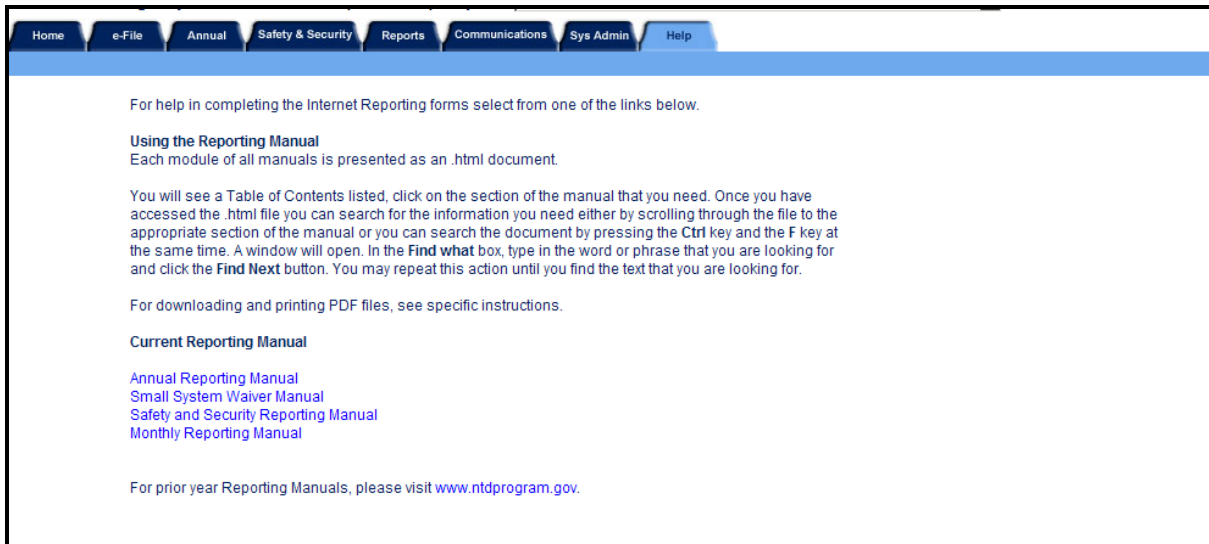 Home e-File Annual Safety & Security Reports Communications Sys Admin Help
For help in completing the Internet Reporting forms select from one of the links below.
Using the Reporting Manual
Each module of all manuals is presented as an .html document.
You will see a Table of Contents listed, click on the section of the manual that you need. Once you have
accessed the .html file you can search for the information you need either by scrolling through the file to the
appropriate section of the manual or you can search the document by pressing the Ctrl key and the F key at
the same time. A window will open. In the Find what box, type in the word or phrase that you are looking for
and click the Find Next button. You may repeat this action until you find the text that you are looking for.
For downloading and printing PDF files, see specific instructions.
Current Reporting Manual
Annual Reporting Manual
Small System Waiver Manual
Safety and Security Reporting Manual
Monthly Reporting Manual
For prior year Reporting Manuals, please visit www.ntdprogram.gov.